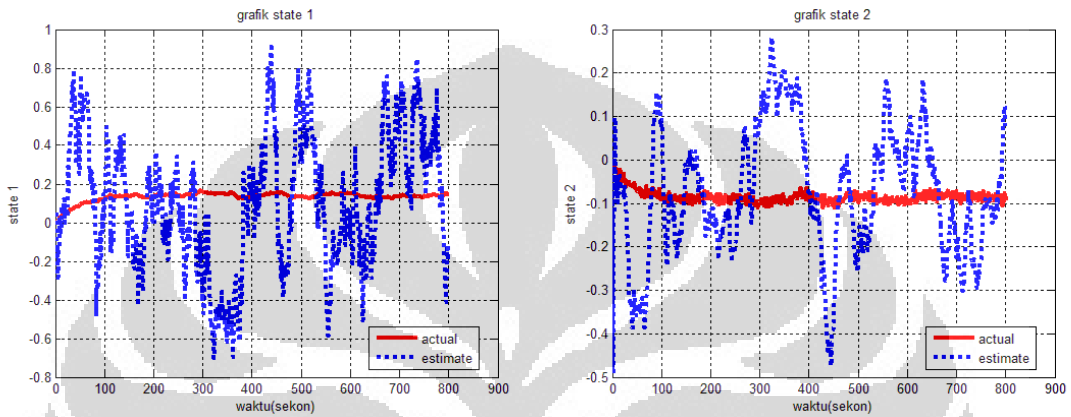 grafik state 1
1
0.8
0.6
0.4
0.2
0
-0.2
-0.4
-0.6
-0.8
state 1
0 100 200 300 400 500 600 700 800 900
waktu(sekon)
actual
estimate
grafik state 2
0.3
0.2
0.1
0
-0.1
-0.2
-0.3
-0.4
-0.5
state 2
0 100 200 300 400 500 600 700 800 900
waktu(sekon)
actual
estimate